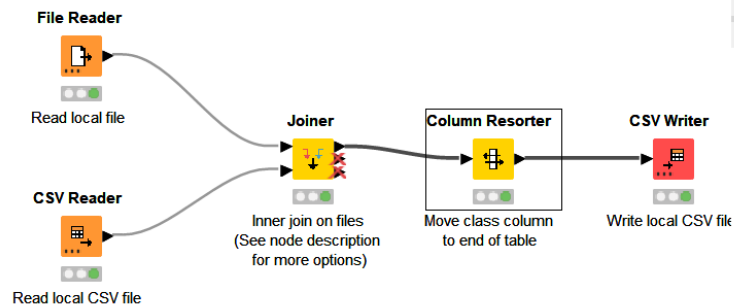 File Reader
Read local file
CSV Reader
Read local CSV file
Joiner
Inner join on files
(See node description
for more options)
Column Resorter
Move class column
to end of table
CSV Writer
Write local CSV file